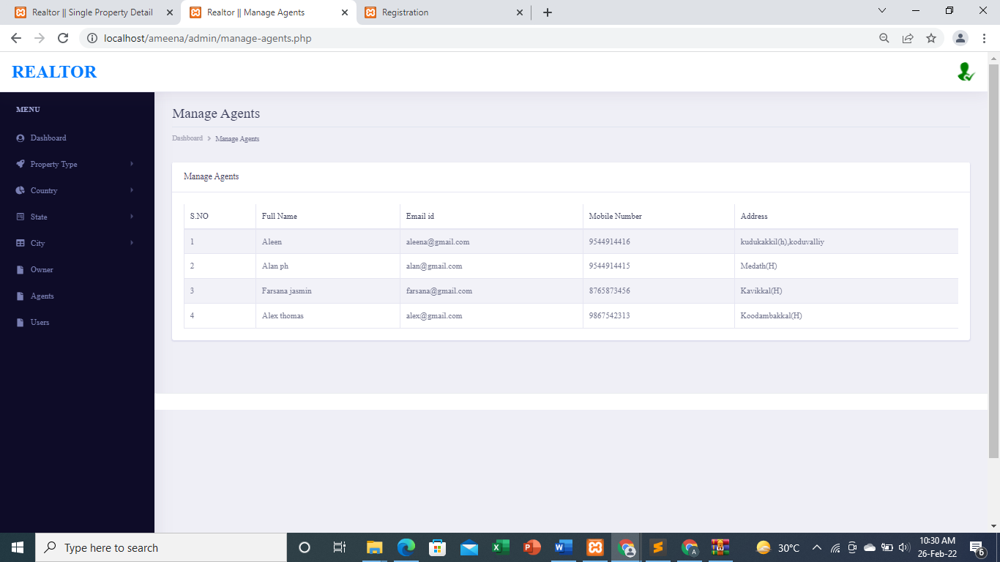 Realtor || Single Property Detail
Realtor || Manage Agents
Registration
localhost/ameena/admin/manage-agents.php
REALTOR
MENU
Dashboard
Property Type
Country
State
City
Owner
Agents
Users
Manage Agents
Dashboard > Manage Agents
Manage Agents
S.NO Full Name Email id Mobile Number Address
1 Aleen aleena@gmail.com 9544914416 kudukakkil(h),koduvalliy
2 Alan ph alan@gmail.com 9544914415 Medath(H)
3 Farsana jasmin farsana@gmail.com 8765873456 Kavikkal(H)
4 Alex thomas alex@gmail.com 9867542313 Koodambakkal(H)
Type here to search
30°C
10:30 AM
26-Feb-22
6